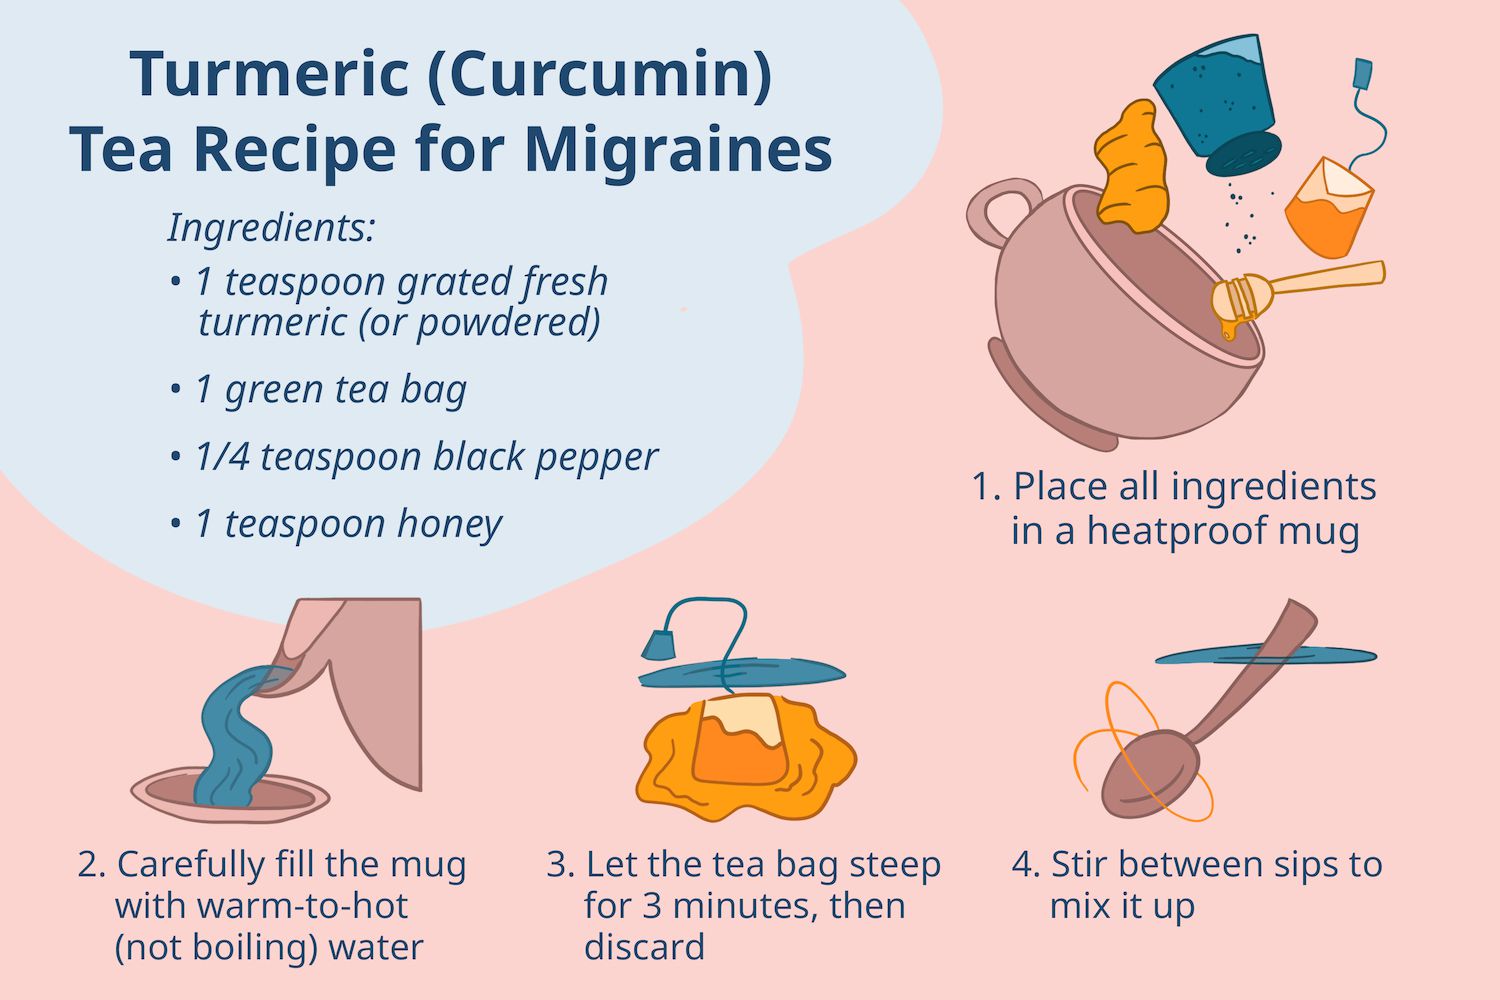 Turmeric (Curcumin)
Tea Recipe for Migraines
Ingredients:
• 1 teaspoon grated fresh
turmeric (or powdered)
• 1 green tea bag
• 1/4 teaspoon black pepper
• 1 teaspoon honey
1. Place all ingredients
in a heatproof mug
2. Carefully fill the mug
with warm-to-hot
(not boiling) water
3. Let the tea bag steep
for 3 minutes, then
discard
4. Stir between sips to
mix it up